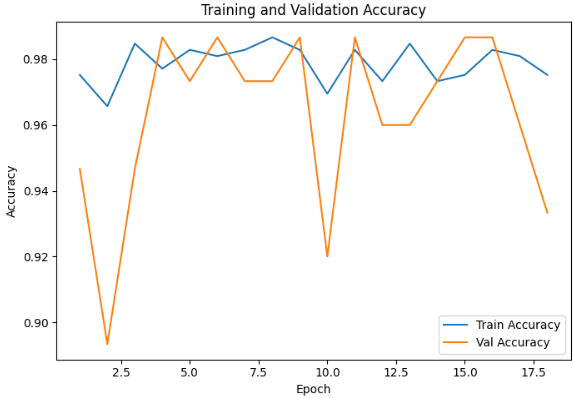 Training and Validation Accuracy
Accuracy
0.98
0.96
0.94
0.92
0.90
Train Accuracy
Val Accuracy
2.5 5.0 7.5 10.0 12.5 15.0 17.5
Epoch